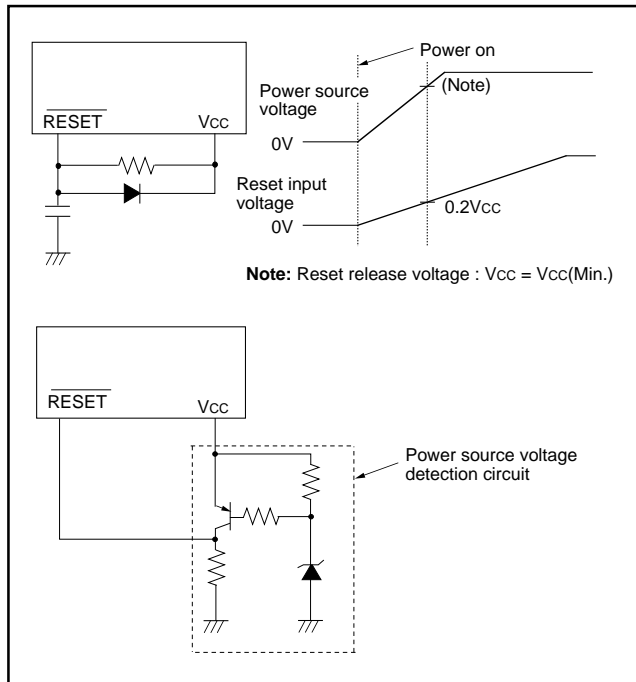 Power on
(Note)
Power source
voltage
0V
RESET
VCC
Reset input
voltage
0V
0.2VCC
Note: Reset release voltage : VCC = VCC(Min.)
RESET
VCC
Power source voltage
detection circuit